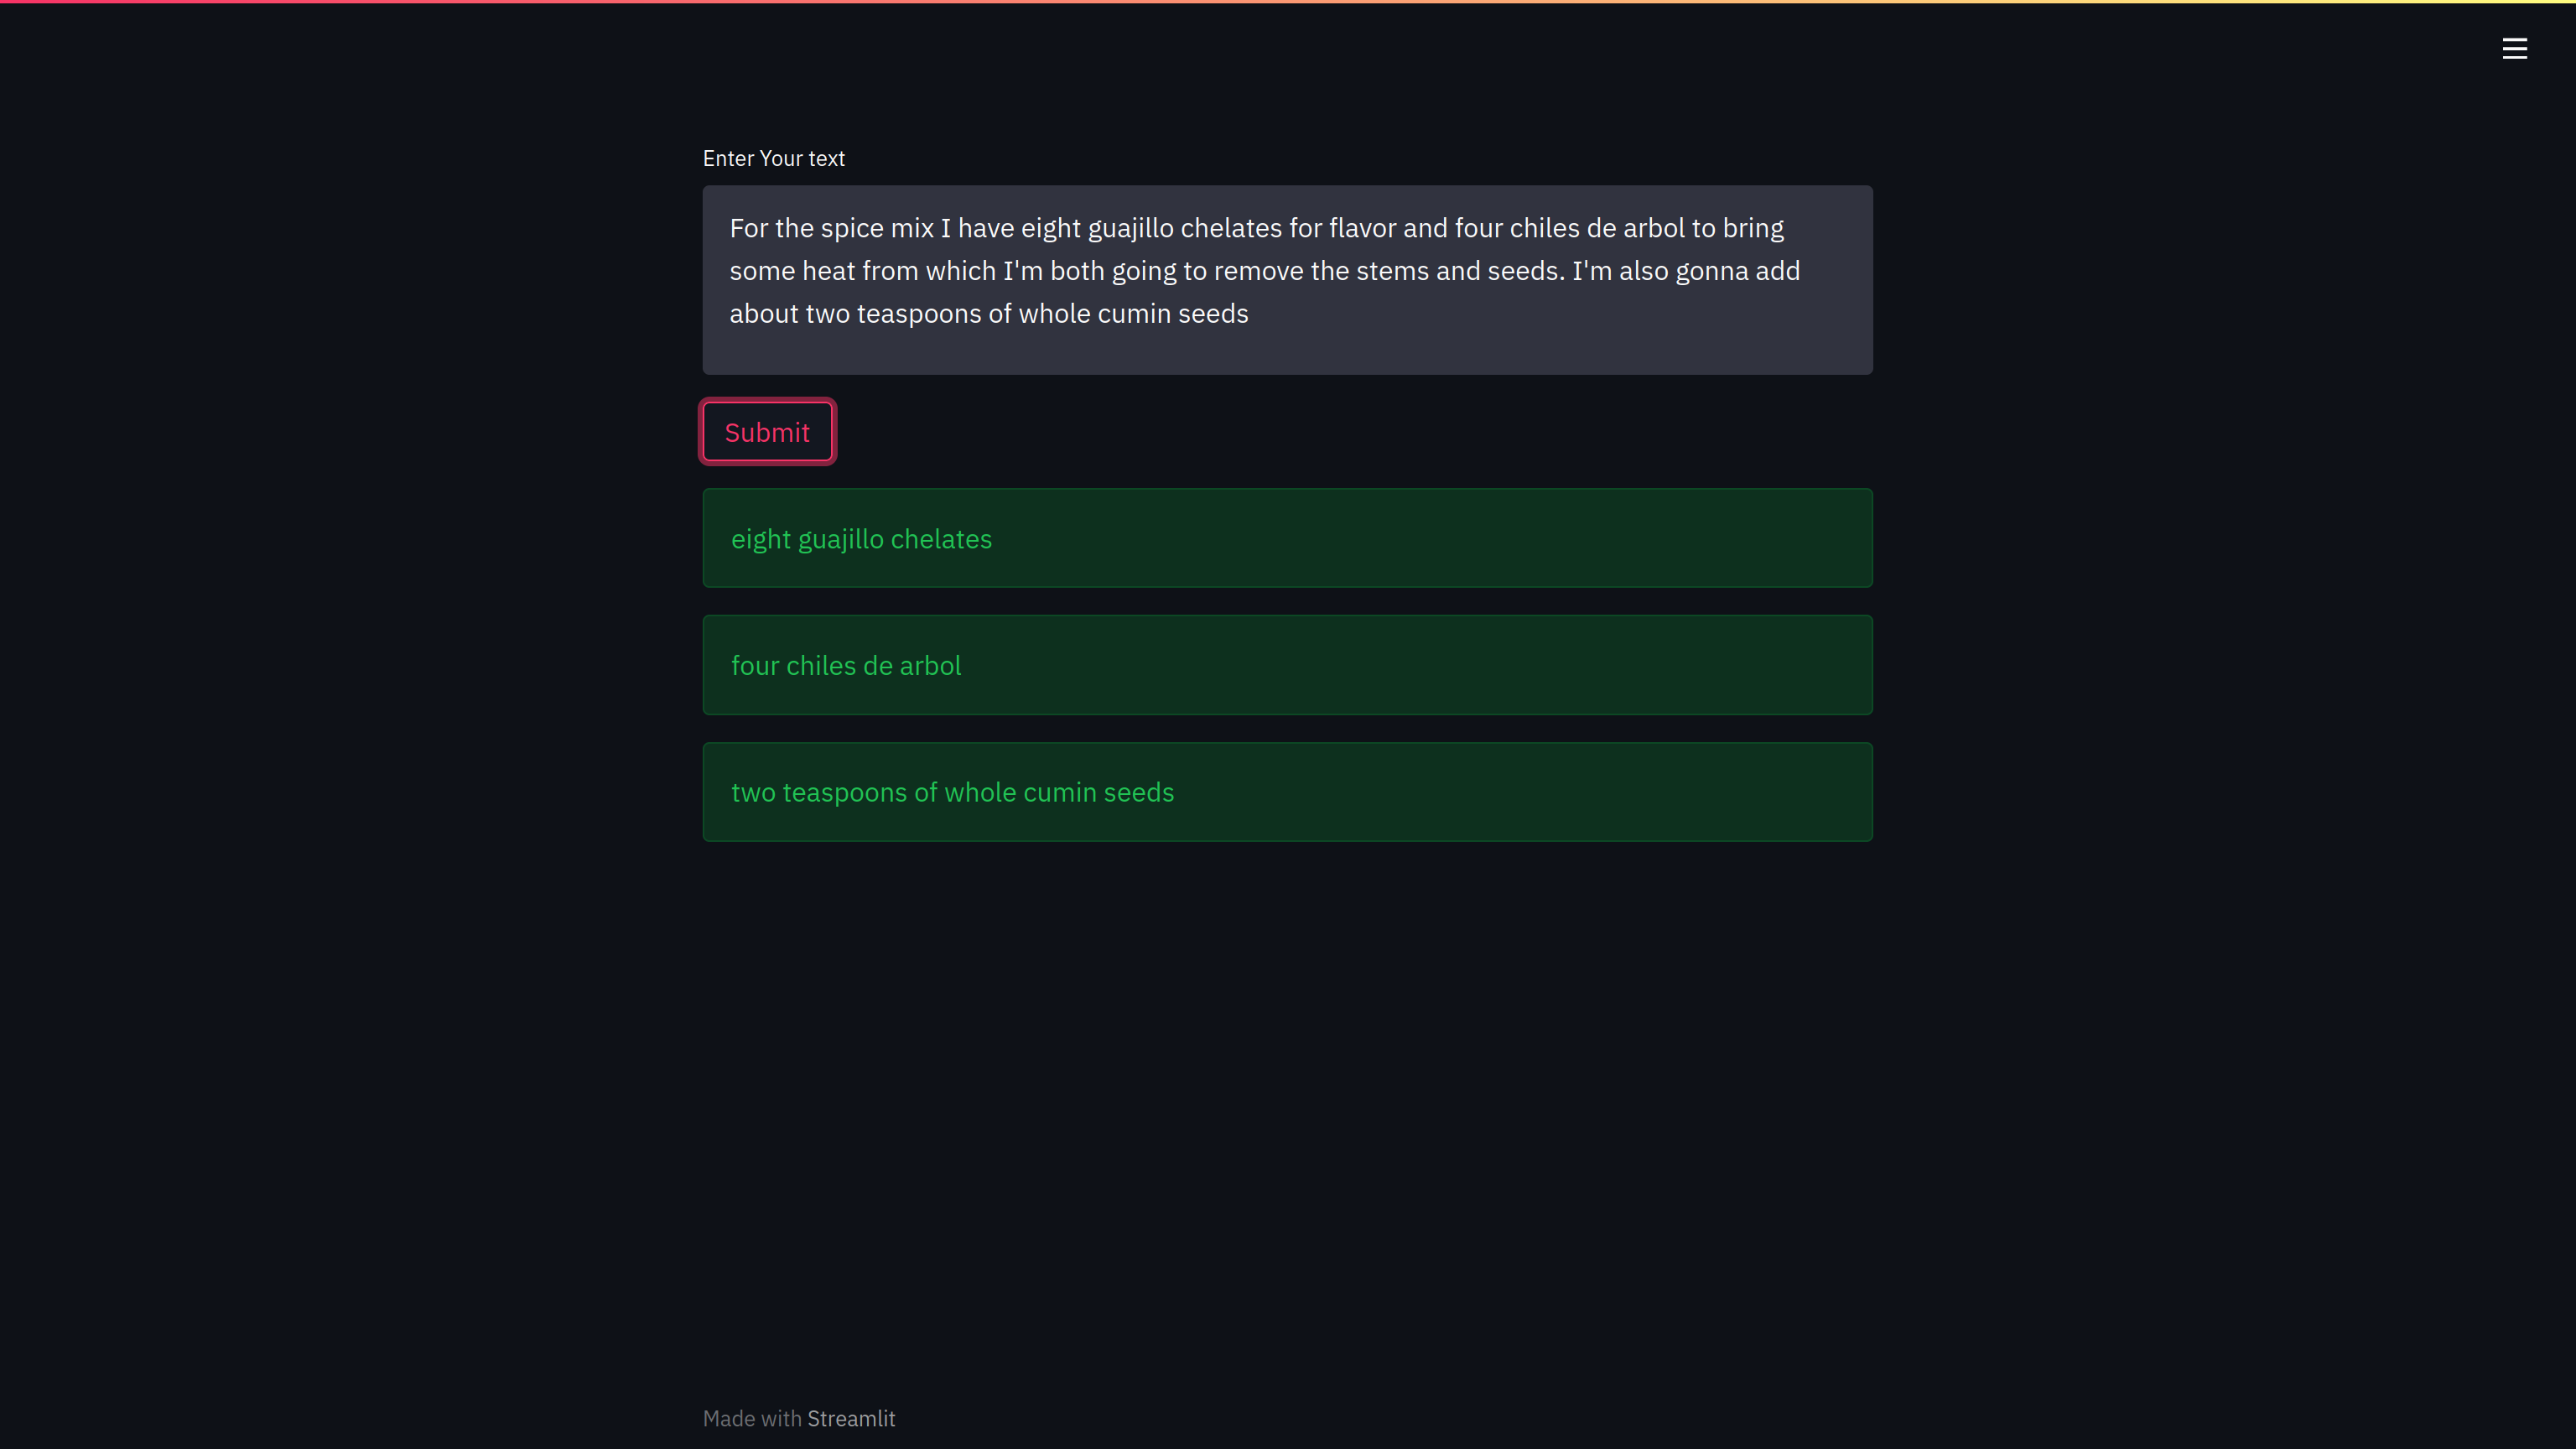 Enter Your text
For the spice mix I have eight guajillo chelates for flavor and four chiles de arbol to bring
some heat from which I'm both going to remove the stems and seeds. I'm also gonna add
about two teaspoons of whole cumin seeds
Submit
eight guajillo chelates
four chiles de arbol
two teaspoons of whole cumin seeds
Made with Streamlit